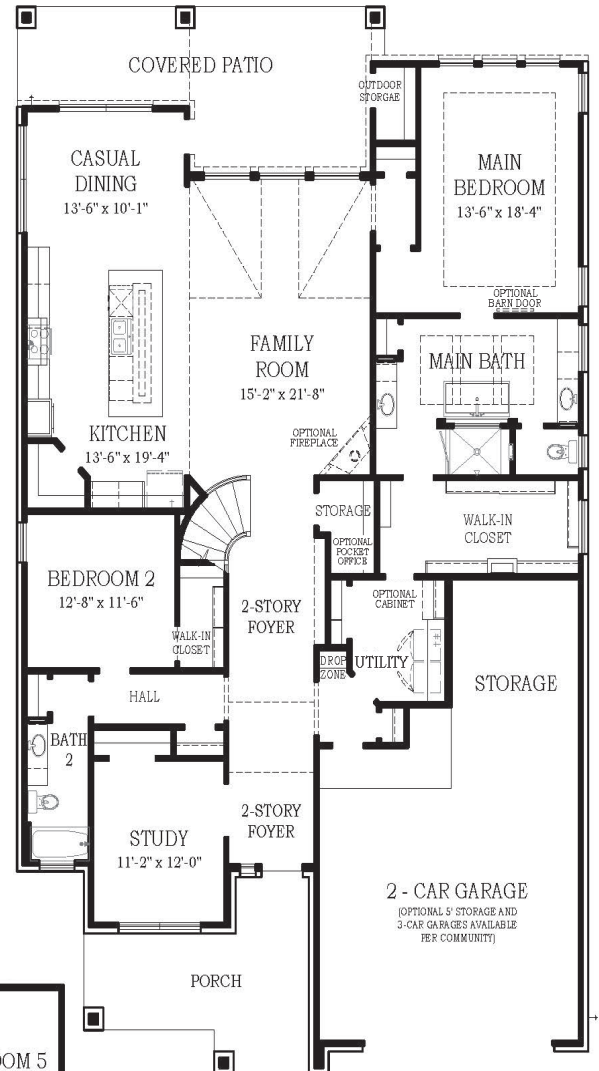 COVERED PATIO
OUTDOOR
STORGAE
CASUAL
DINING
13'-6" x 10'-1"
MAIN
BEDROOM
13'-6" x 18'-4"
OPTIONAL
BARN DOOR
FAMILY
ROOM
15'-2" x 21'-8"
MAIN BATH
OPTIONAL
FIREPLACE
KITCHEN
13'-6" x 19'-4"
STORAGE
OPTIONAL
POCKET
OFFICE
WALK-IN
CLOSET
BEDROOM 2
12'-8" x 11'-6"
WALK-IN
CLOSET
2-STORY
FOYER
OPTIONAL
CABINET
DROP
ZONE
UTILITY
STORAGE
HALL
BATH
2
STUDY
11'-2" x 12'-0"
2-STORY
FOYER
2 - CAR GARAGE
(OPTIONAL 5' STORAGE AND
3-CAR GARAGES AVAILABLE
PER COMMUNITY)
PORCH
OOM 5